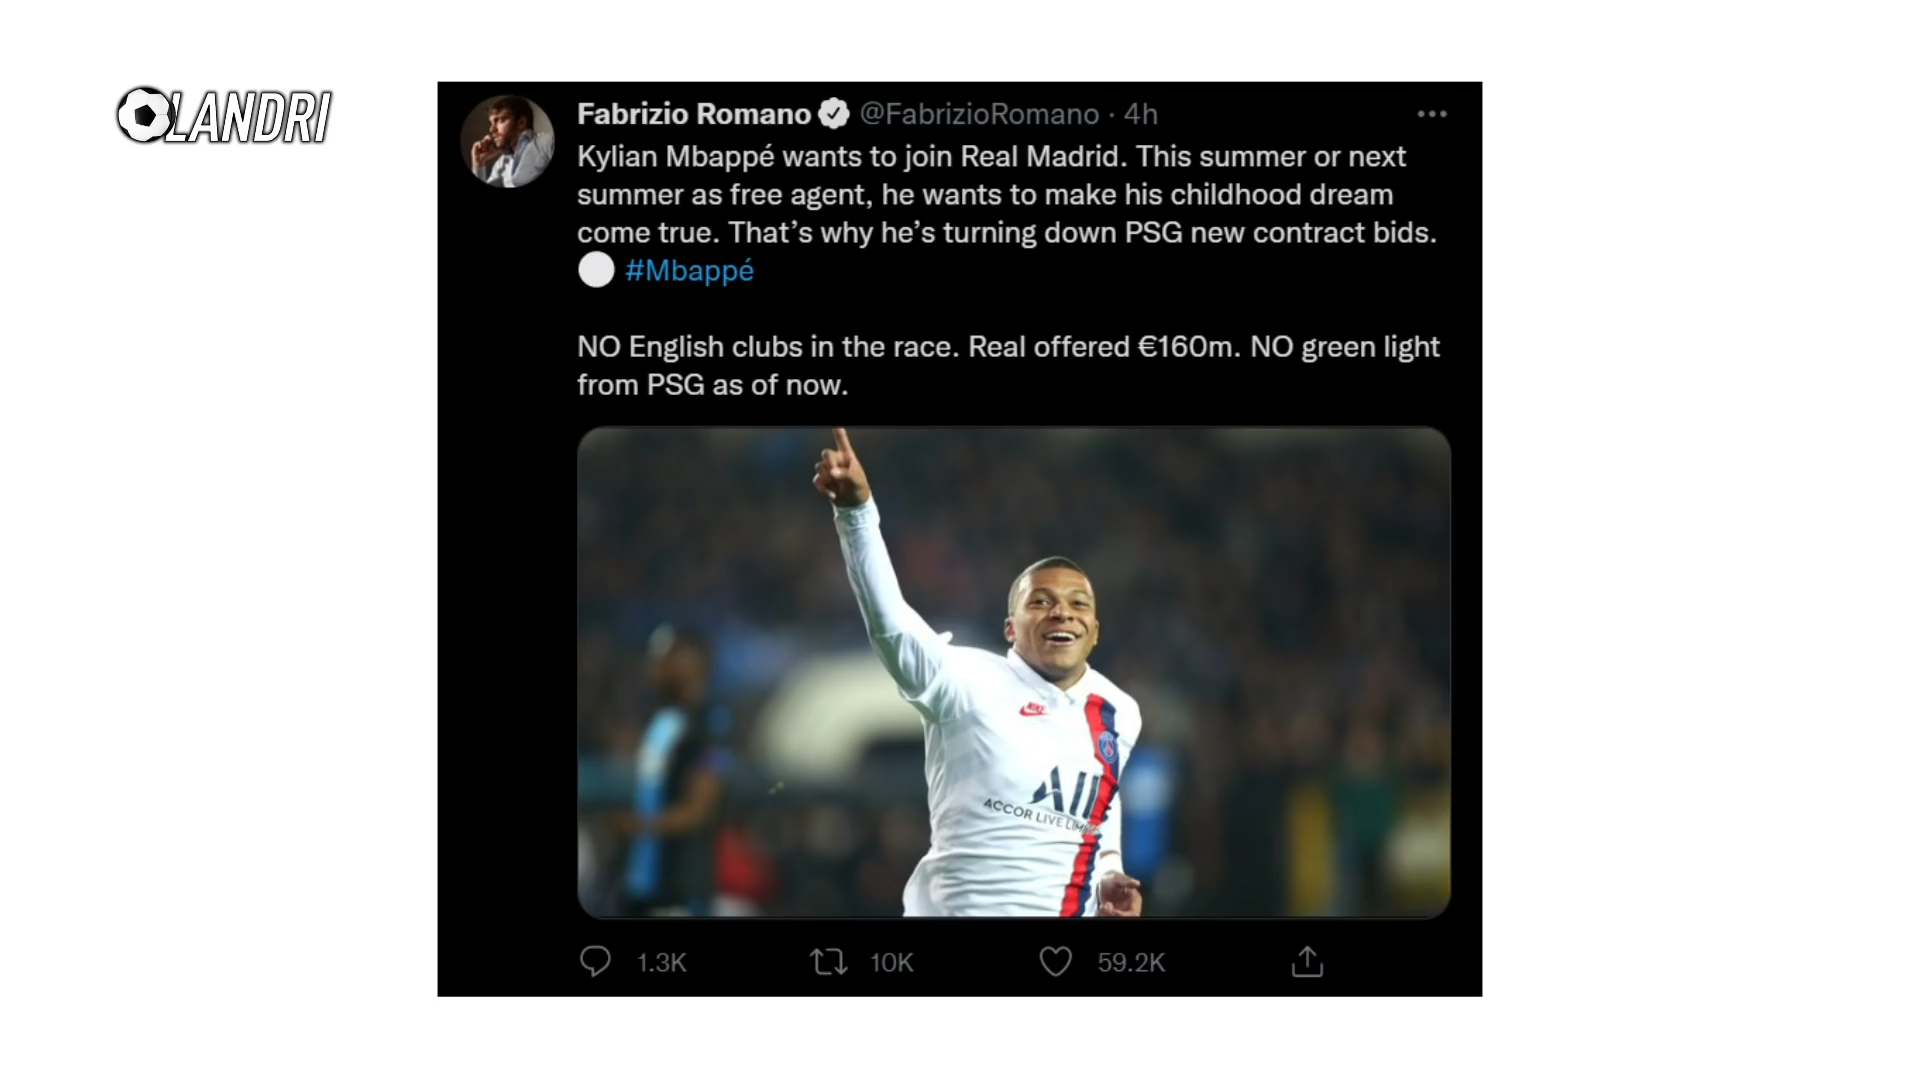 LANDRI
Fabrizio Romano @FabrizioRomano · 4h
Kylian Mbappé wants to join Real Madrid. This summer or next
summer as free agent, he wants to make his childhood dream
come true. That’s why he’s turning down PSG new contract bids.
#Mbappé
NO English clubs in the race. Real offered €160m. NO green light
from PSG as of now.
NIKE
All
ACCOR LIVE LIMITLESS
1.3K 10K 59.2K